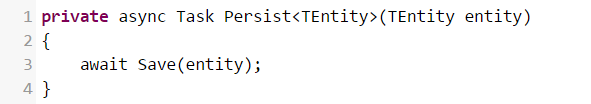 1 private async Task Persist<TEntity>(TEntity entity)
2 {
3     await Save(entity);
4 }